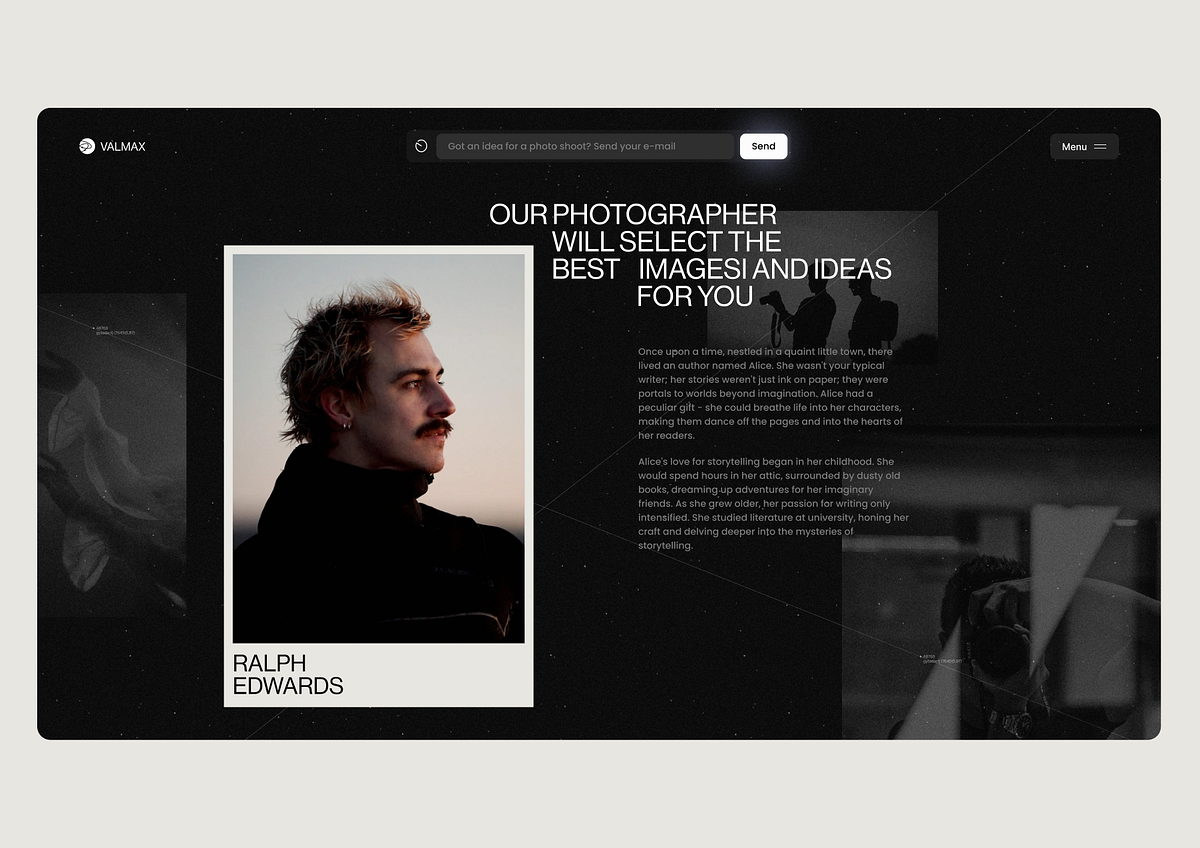 VALMAX
Got an idea for a photo shoot? Send your e-mail
Send
Menu
OUR PHOTOGRAPHER
WILL SELECT THE
BEST IMAGESI AND IDEAS
FOR YOU
Once upon a time, nestled in a quaint little town, there
lived an author named Alice. She wasn't your typical
writer; her stories weren't just ink on paper; they were
portals to worlds beyond imagination. Alice had a
peculiar gift - she could breathe life into her characters,
making them dance off the pages and into the hearts of
her readers.
Alice's love for storytelling began in her childhood. She
would spend hours in her attic, surrounded by dusty old
books, dreaming up adventures for her imaginary
friends. As she grew older, her passion for writing only
intensified. She studied literature at university, honing her
craft and delving deeper into the mysteries of
storytelling.
RALPH
EDWARDS